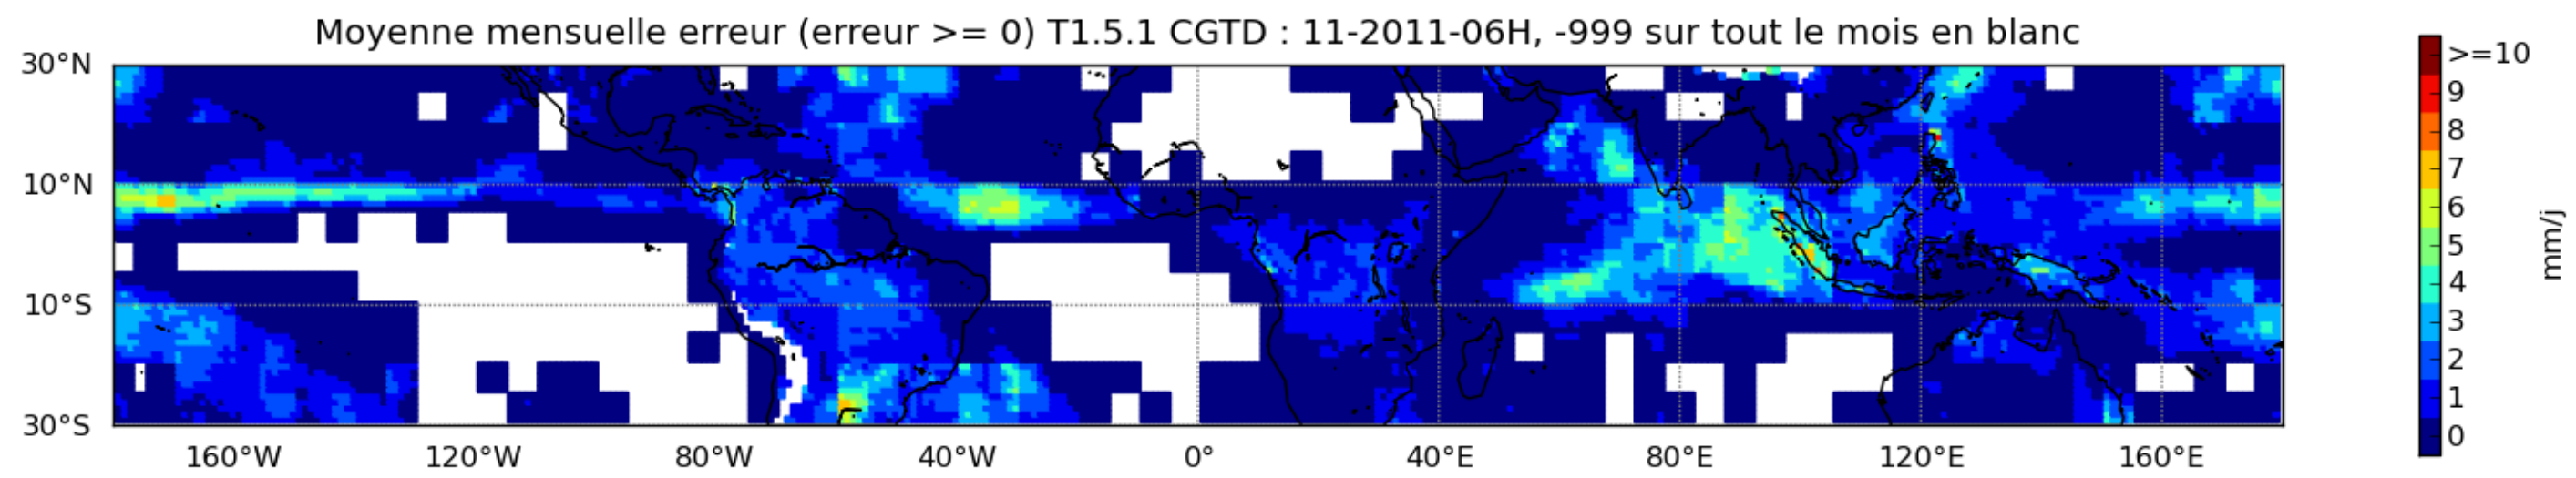 Moyenne mensuelle erreur (erreur >= 0) T1.5.1 CGTD : 11-2011-06H, -999 sur tout le mois en blanc
30°N
10°N
10°S
30°S
160°W 120°W 80°W 40°W 0° 40°E 80°E 120°E 160°E
>=10
9
8
7
6
5
4
3
2
1
0
mm/j